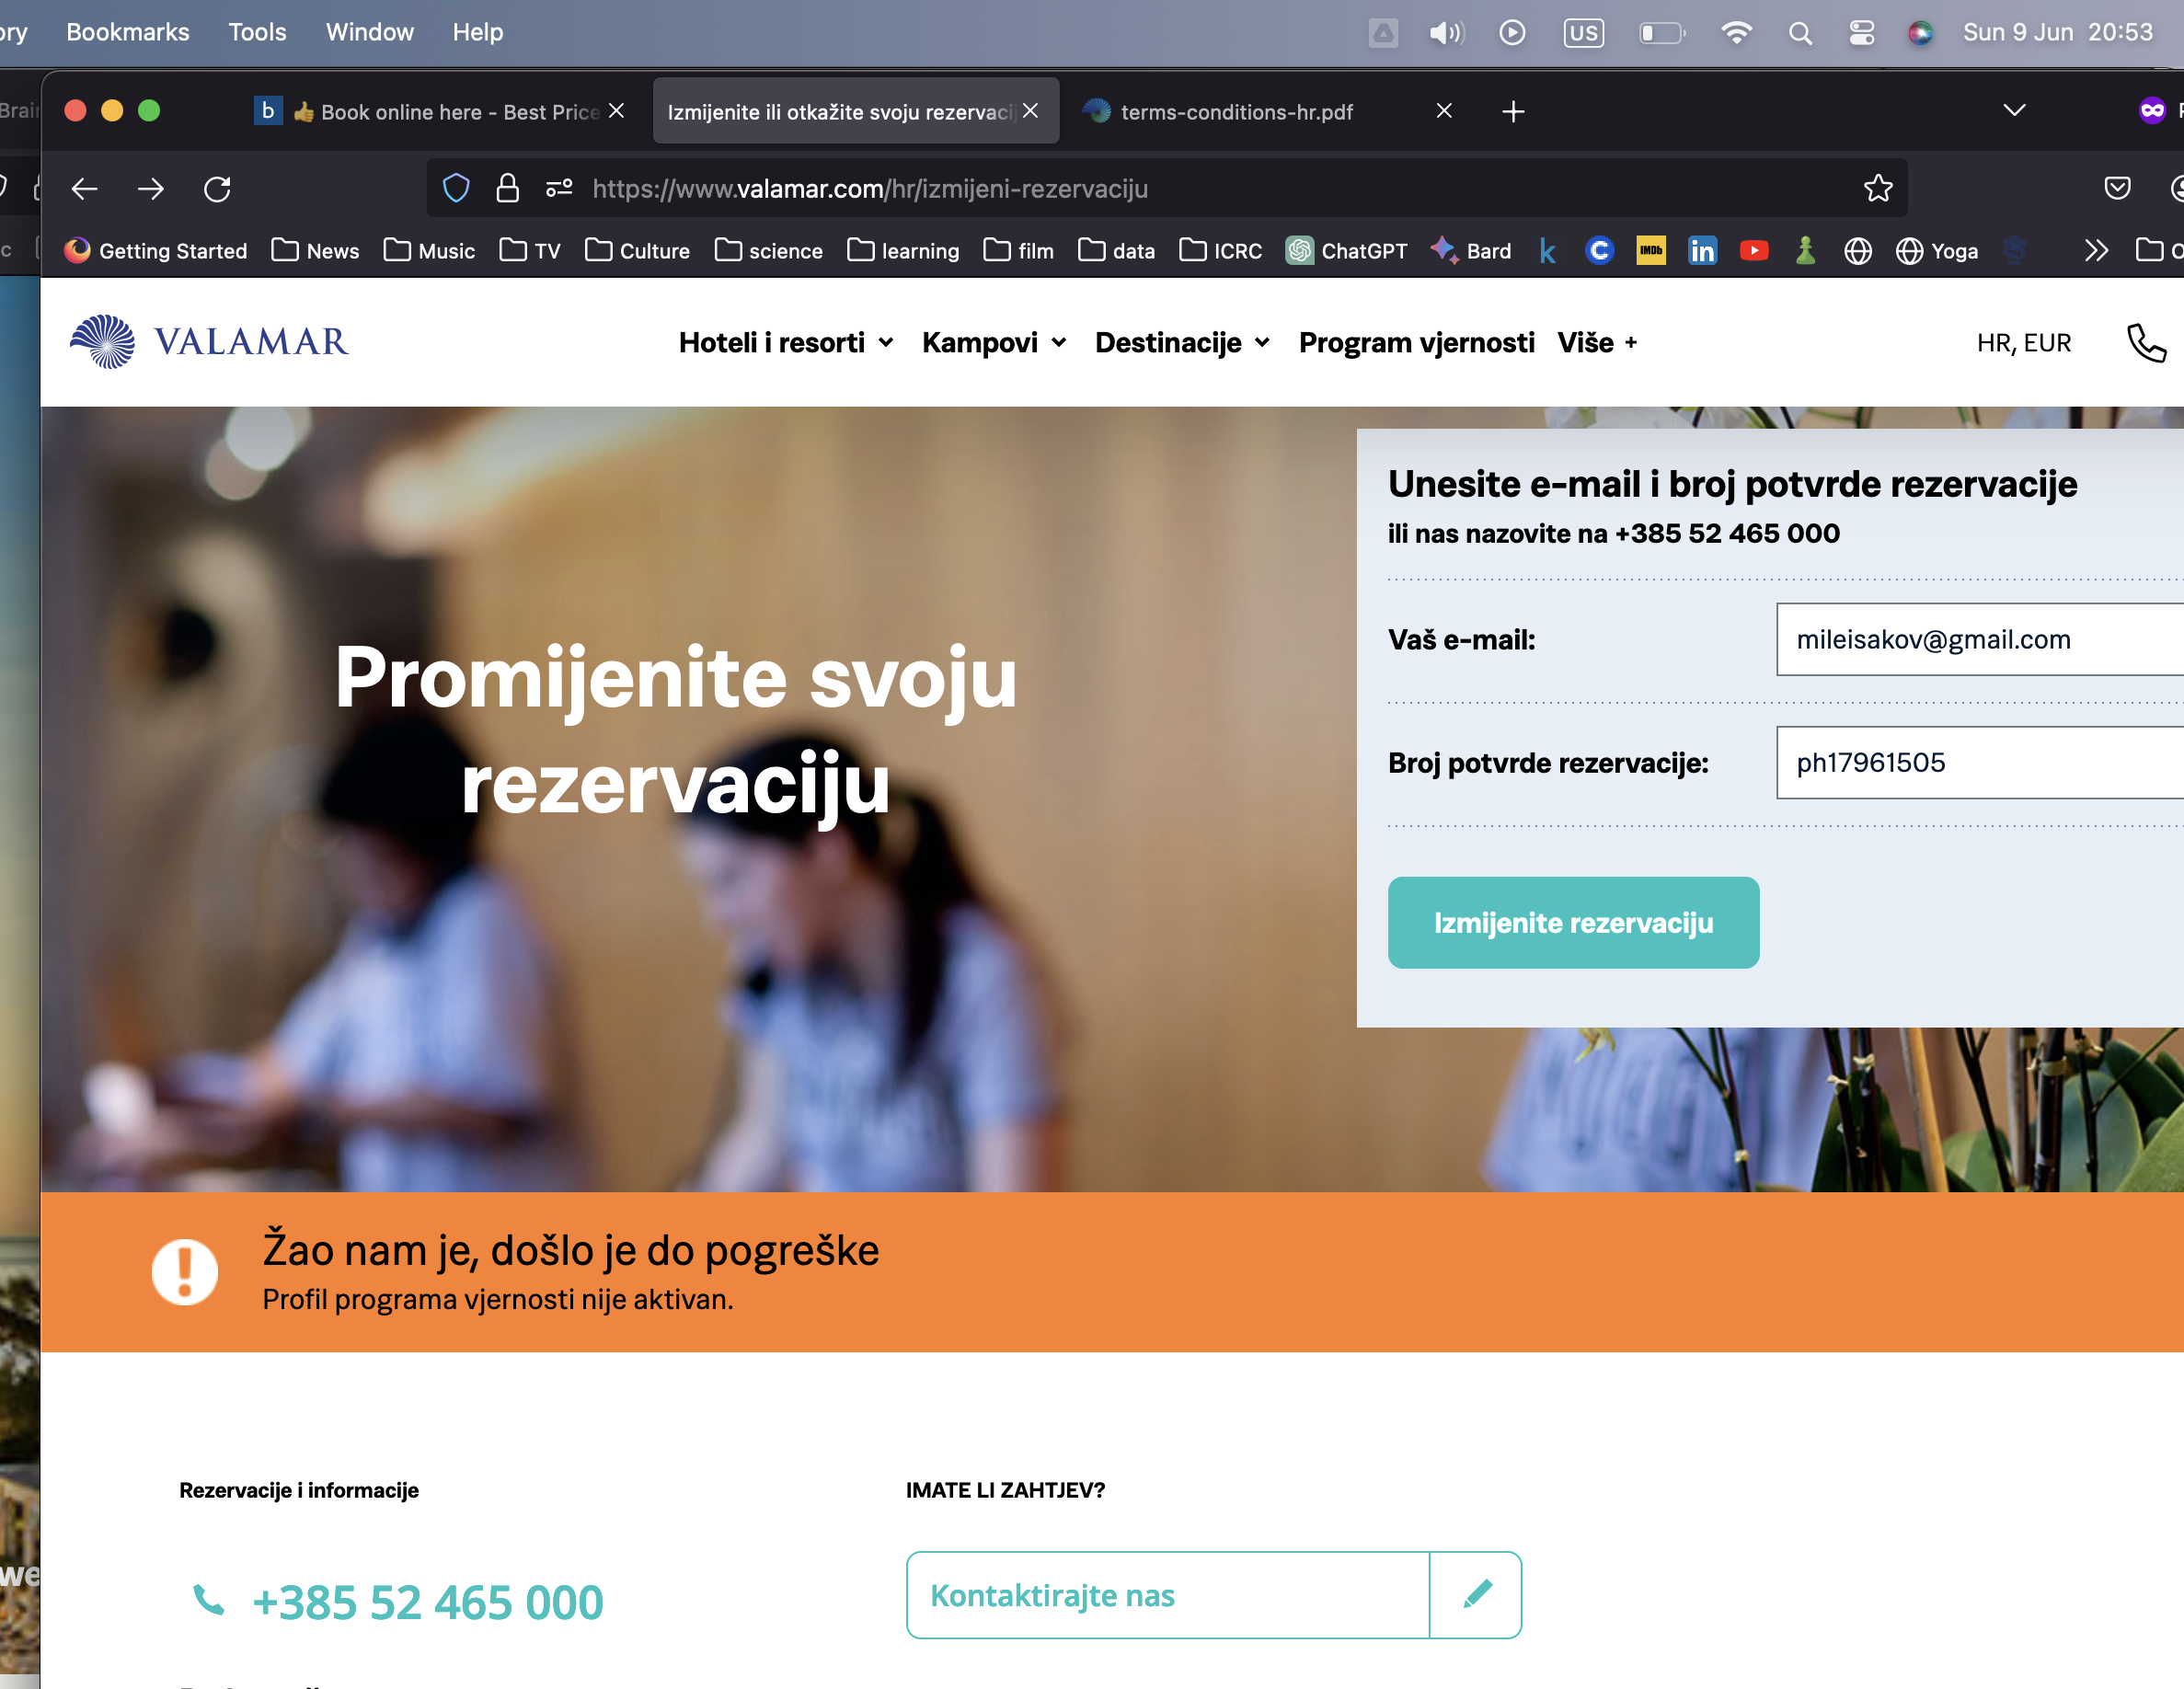 Bookmarks Tools Window Help US Sun 9 Jun 20:53
b 👍 Book online here - Best Price Izmijenite ili otkažite svoju rezervacij terms-conditions-hr.pdf
https://www.valamar.com/hr/izmijeni-rezervaciju
Getting Started News Music TV Culture science learning film data ICRC ChatGPT Bard k C IMDb in Yoga
VALAMAR Hoteli i resorti Kampovi Destinacije Program vjernosti Više + HR, EUR
Promijenite svoju
rezervaciju
Unesite e-mail i broj potvrde rezervacije
ili nas nazovite na +385 52 465 000
Vaš e-mail: mileisakov@gmail.com
Broj potvrde rezervacije: ph17961505
Izmijenite rezervaciju
Žao nam je, došlo je do pogreške
Profil programa vjernosti nije aktivan.
Rezervacije i informacije
+385 52 465 000
IMATE LI ZAHTJEV?
Kontaktirajte nas